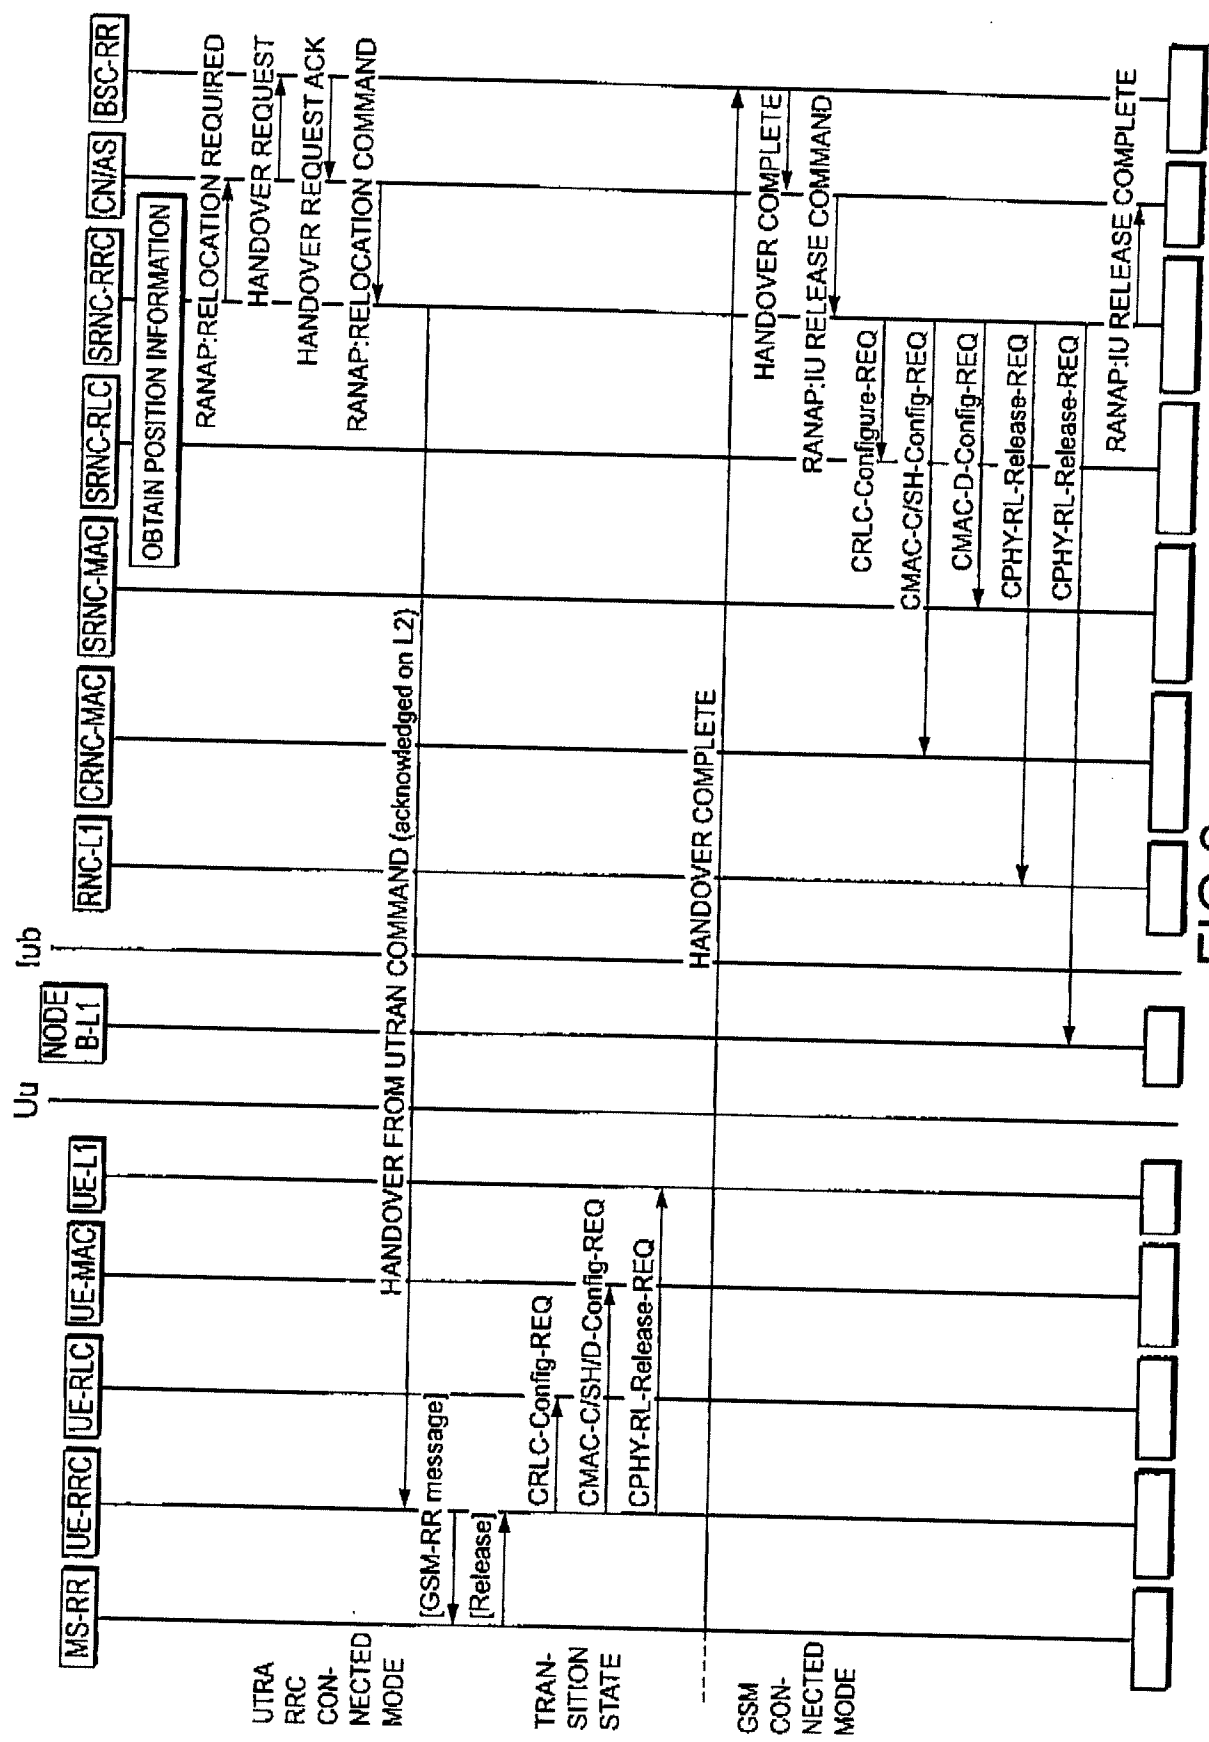 MS-RR
UE-RRC
UE-RLC
UE-MAC
UE-L1
Uu
NODE
B-L1
Iub
RNC-L1
CRNC-MAC
SRNC-MAC
SRNC-RLC
SRNC-RRC
CN/AS
BSC-RR
OBTAIN POSITION INFORMATION
UTRA
RRC
CON-
NECTED
MODE
RANAP:RELOCATION REQUIRED
HANDOVER REQUEST
HANDOVER REQUEST ACK
RANAP:RELOCATION COMMAND
HANDOVER FROM UTRAN COMMAND (acknowledged on L2)
[GSM-RR message]
[Release]
TRAN-
SITION
STATE
CRLC-Config-REQ
CMAC-C/SH/D-Config-REQ
CPHY-RL-Release-REQ
HANDOVER COMPLETE
GSM
CON-
NECTED
MODE
HANDOVER COMPLETE
RANAP:IU RELEASE COMMAND
CRLC-Configure-REQ
CMAC-C/SH-Config-REQ
CMAC-D-Config-REQ
CPHY-RL-Release-REQ
CPHY-RL-Release-REQ
RANAP:IU RELEASE COMPLETE